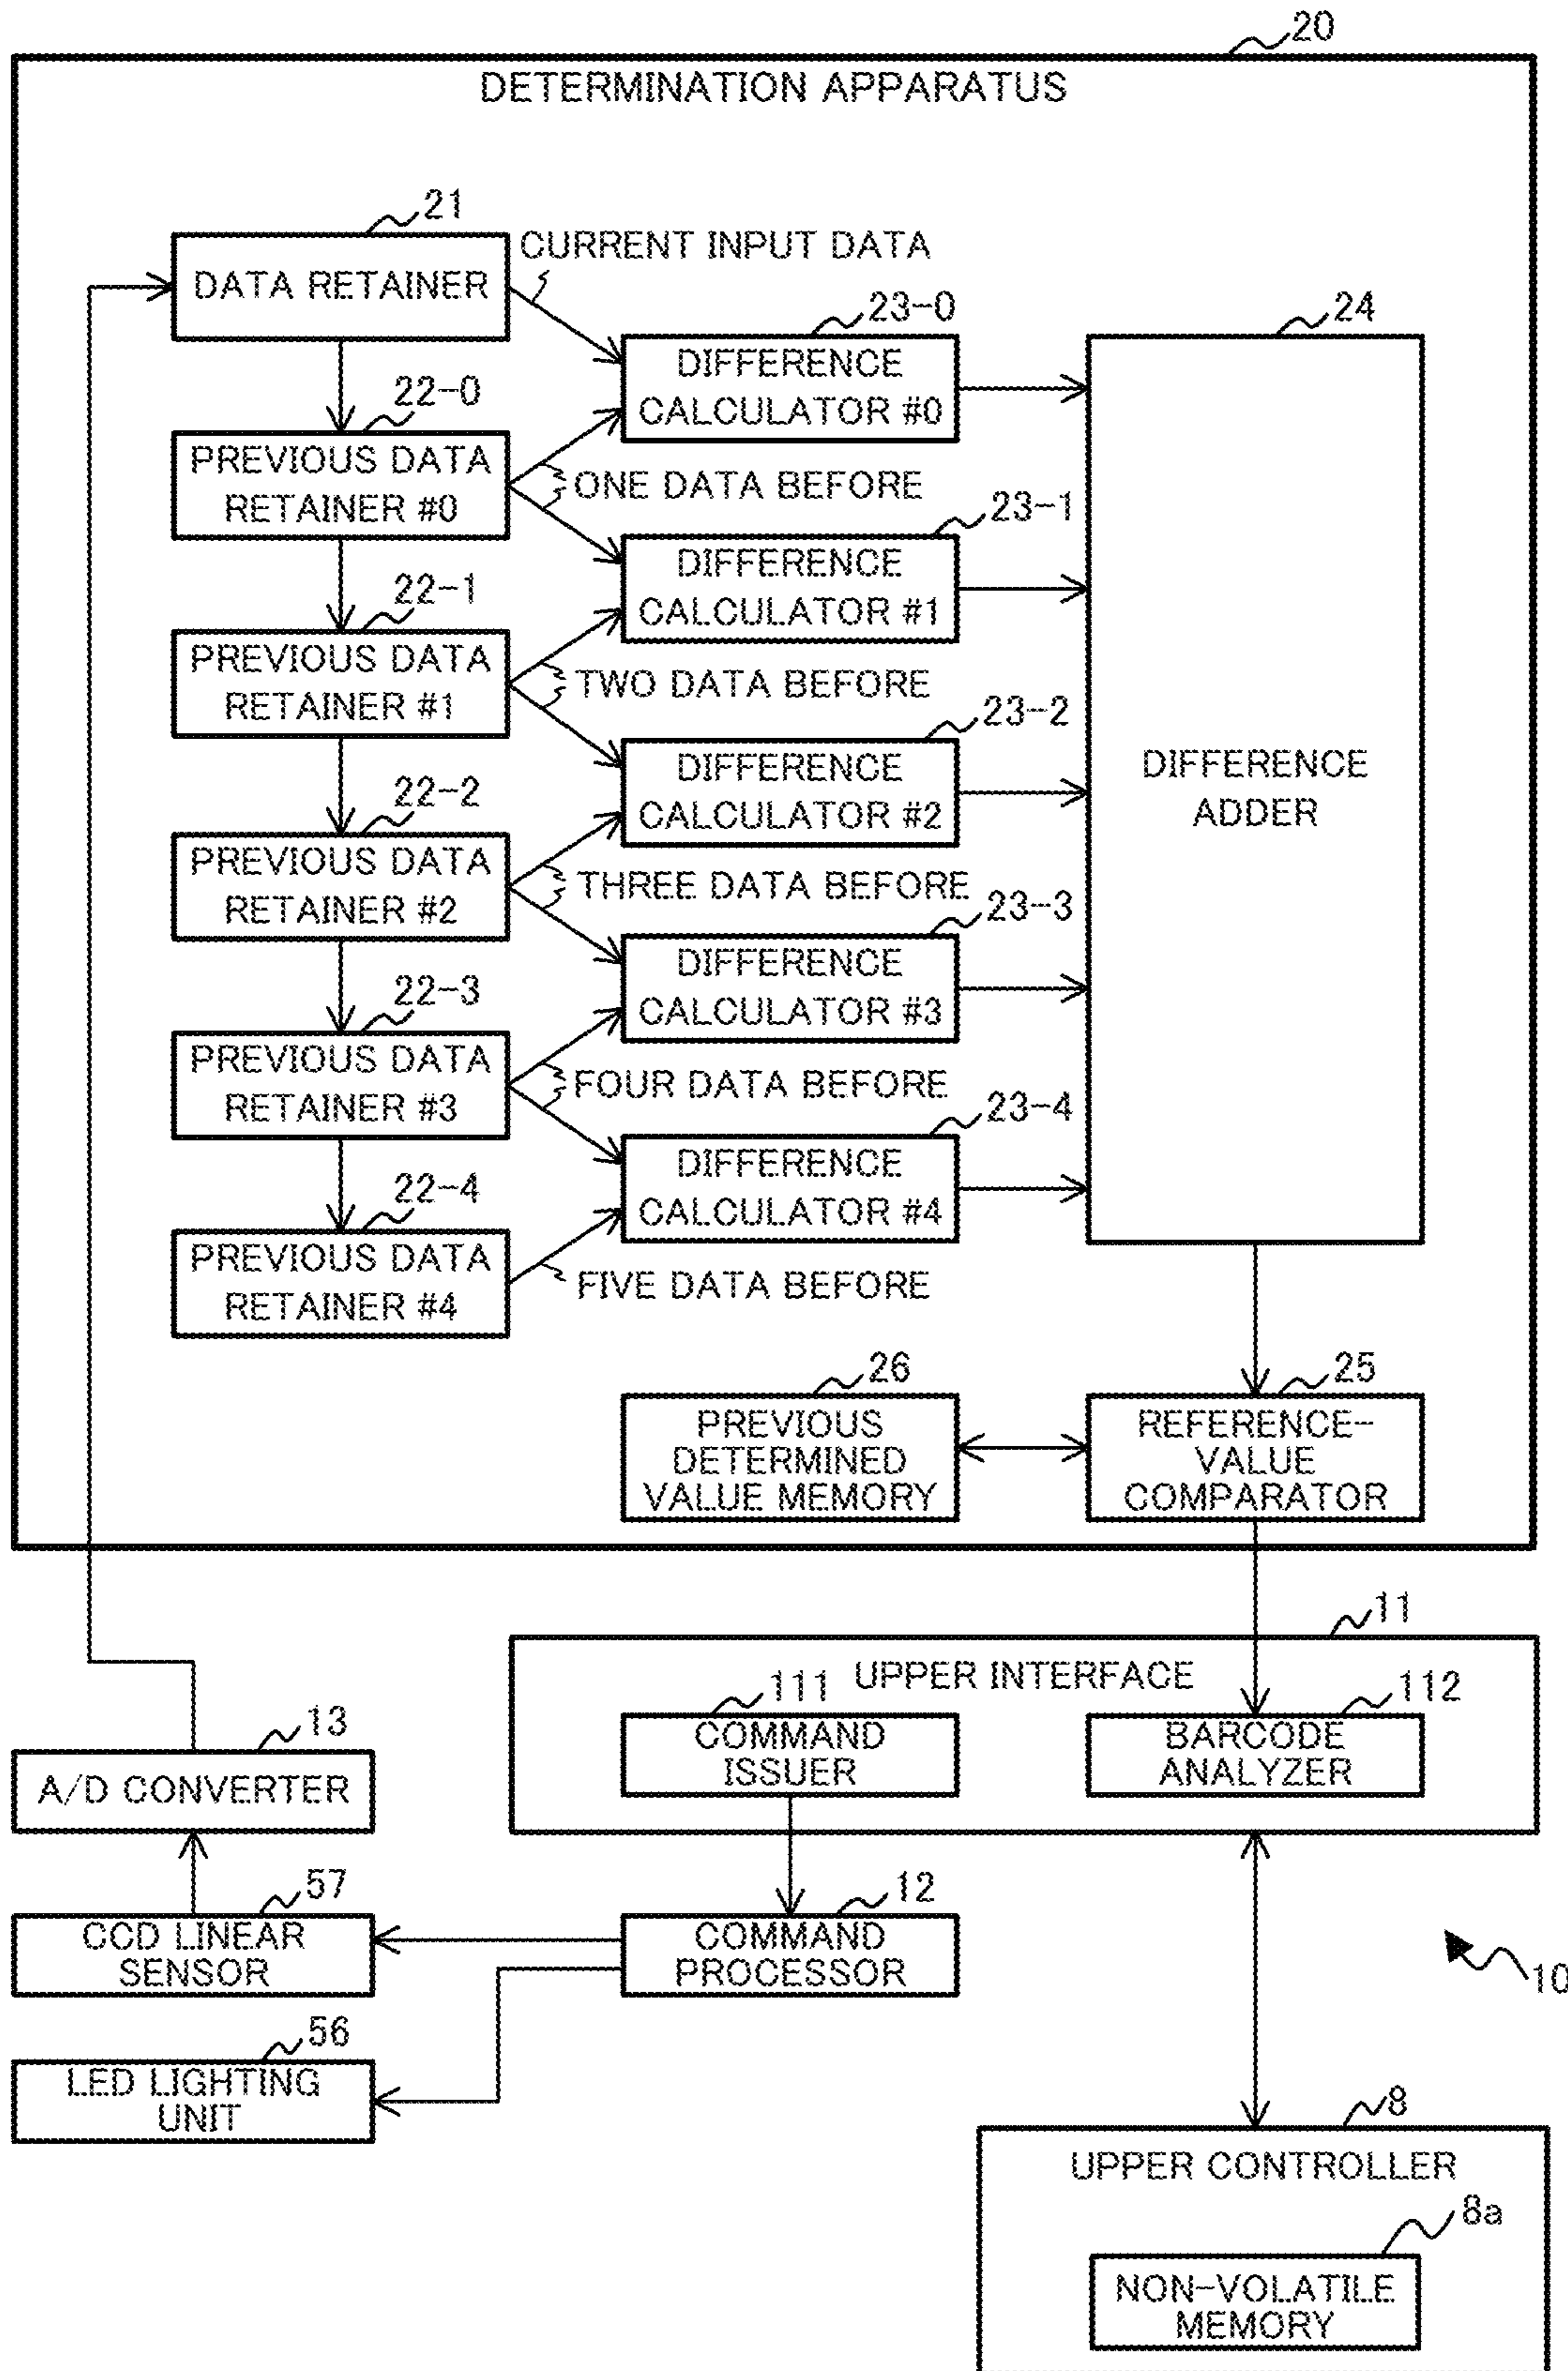 20
DETERMINATION APPARATUS
21
CURRENT INPUT DATA
DATA RETAINER
23-0
24
DIFFERENCE
CALCULATOR #0
22-0
PREVIOUS DATA
RETAINER #0
ONE DATA BEFORE
23-1
DIFFERENCE
CALCULATOR #1
22-1
PREVIOUS DATA
RETAINER #1
TWO DATA BEFORE
23-2
DIFFERENCE
CALCULATOR #2
DIFFERENCE
ADDER
22-2
PREVIOUS DATA
RETAINER #2
THREE DATA BEFORE
23-3
DIFFERENCE
CALCULATOR #3
22-3
PREVIOUS DATA
RETAINER #3
FOUR DATA BEFORE
23-4
DIFFERENCE
CALCULATOR #4
22-4
PREVIOUS DATA
RETAINER #4
FIVE DATA BEFORE
26
PREVIOUS
DETERMINED
VALUE MEMORY
25
REFERENCE-
VALUE
COMPARATOR
11
UPPER INTERFACE
111
COMMAND
ISSUER
112
BARCODE
ANALYZER
13
A/D CONVERTER
57
CCD LINEAR
SENSOR
12
COMMAND
PROCESSOR
10
56
LED LIGHTING
UNIT
8
UPPER CONTROLLER
8a
NON-VOLATILE
MEMORY